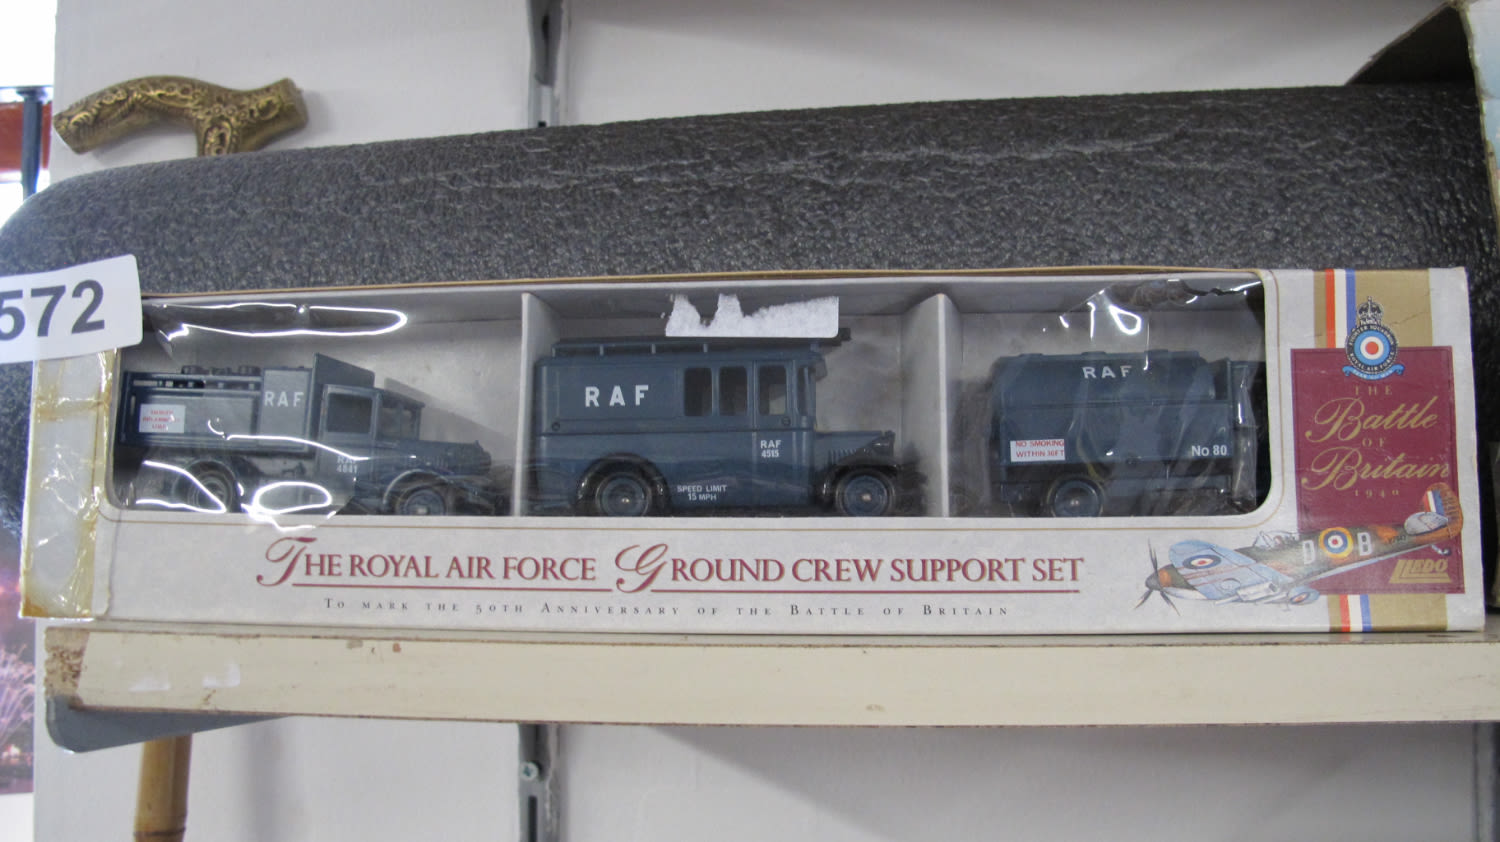 572
RAF
4841
RAF
RAF
4515
SPEED LIMIT
15 MPH
RAF
NO SMOKING
WITHIN 30FT
No 80
THE ROYAL AIR FORCE GROUND CREW SUPPORT SET
TO MARK THE 50TH ANNIVERSARY OF THE BATTLE OF BRITAIN
THE
Battle
OF
Britain
1940
D B
LLEDO